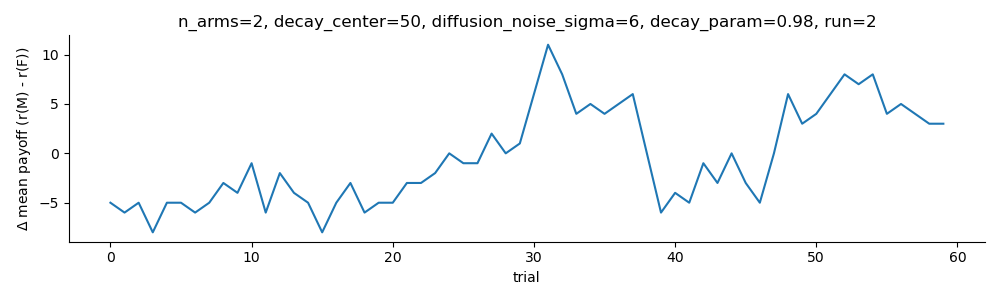 n_arms=2, decay_center=50, diffusion_noise_sigma=6, decay_param=0.98, run=2
Δ mean payoff (r(M) - r(F))
10
5
0
−5
0 10 20 30 40 50 60
trial